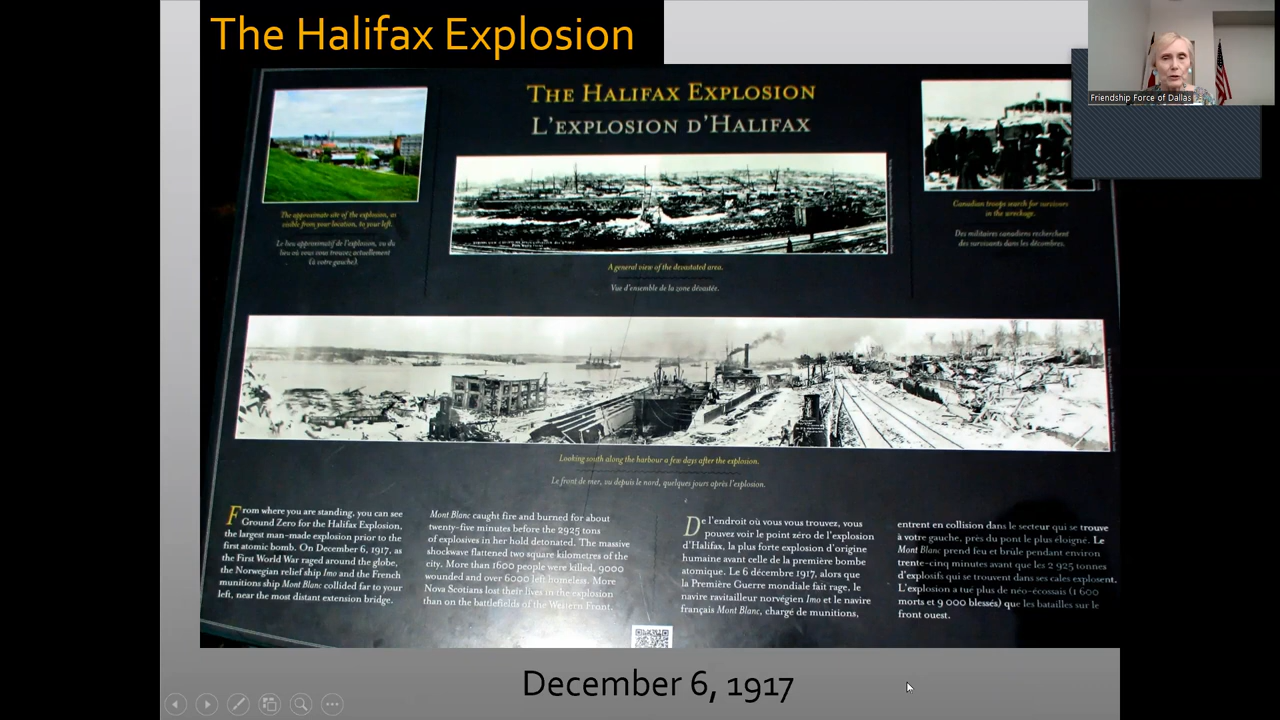 The Halifax Explosion
Friendship Force of Dallas
THE HALIFAX EXPLOSION
L'EXPLOSION D'HALIFAX
The approximate site of the explosion, as
visible from your location, to your left.
Le lieu approximatif de l'explosion, vu du
lieu où vous vous trouvez actuellement
(à votre gauche).
A general view of the devastated area.
Vue d'ensemble de la zone dévastée.
Canadian troops search for survivors
in the wreckage.
Des militaires canadiens recherchent
des survivants dans les décombres.
Looking south along the harbour a few days after the explosion.
Le front de mer, vu depuis le nord, quelques jours après l'explosion.
From where you are standing, you can see
Ground Zero for the Halifax Explosion,
the largest man-made explosion prior to the
first atomic bomb. On December 6, 1917, as
the First World War raged around the globe,
the Norwegian relief ship Imo and the French
munitions ship Mont Blanc collided far to your
left, near the most distant extension bridge.
Mont Blanc caught fire and burned for about
twenty-five minutes before the 2925 tons
of explosives in her hold detonated. The massive
shockwave flattened two square kilometres of the
city. More than 1600 people were killed, 9000
wounded and over 6000 left homeless. More
Nova Scotians lost their lives in the explosion
than on the battlefields of the Western Front.
De l'endroit où vous vous trouvez, vous
pouvez voir le point zéro de l'explosion
d'Halifax, la plus forte explosion d'origine
humaine avant celle de la première bombe
atomique. Le 6 décembre 1917, alors que
la Première Guerre mondiale fait rage, le
navire ravitailleur norvégien Imo et le navire
français Mont Blanc, chargé de munitions,
entrent en collision dans le secteur qui se trouve
à votre gauche, près du pont le plus éloigné. Le
Mont Blanc prend feu et brûle pendant environ
trente-cinq minutes avant que les 2 925 tonnes
d'explosifs qui se trouvent dans ses cales explosent.
L'explosion a tué plus de néo-écossais (1 600
morts et 9 000 blessés) que les batailles sur le
front ouest.
December 6, 1917